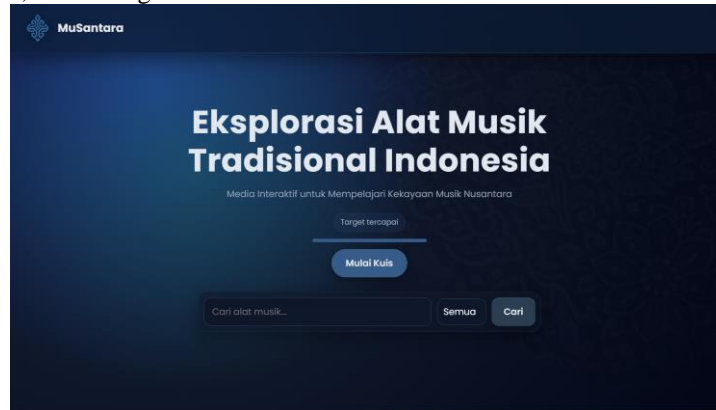 MuSantara
Eksplorasi Alat Musik
Tradisional Indonesia
Media Interaktif untuk Mempelajari Kekayaan Musik Nusantara
Target tercapai
Mulai Kuis
Cari alat musik... Semua Cari